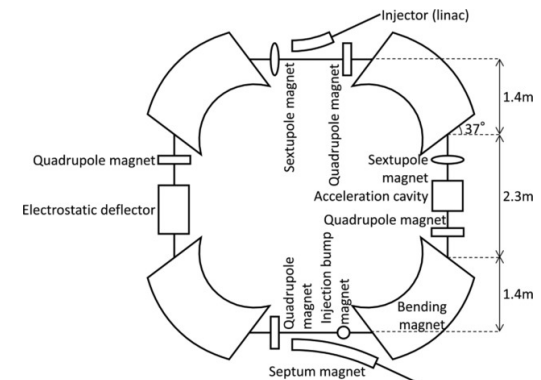 Injector (linac)
Sextupole magnet
Quadrupole magnet
1.4m
37°
Quadrupole magnet
Sextupole
magnet
Electrostatic deflector
Acceleration cavity
2.3m
Quadrupole magnet
Quadrupole
magnet
Injection bump
magnet
Bending
magnet
1.4m
Septum magnet